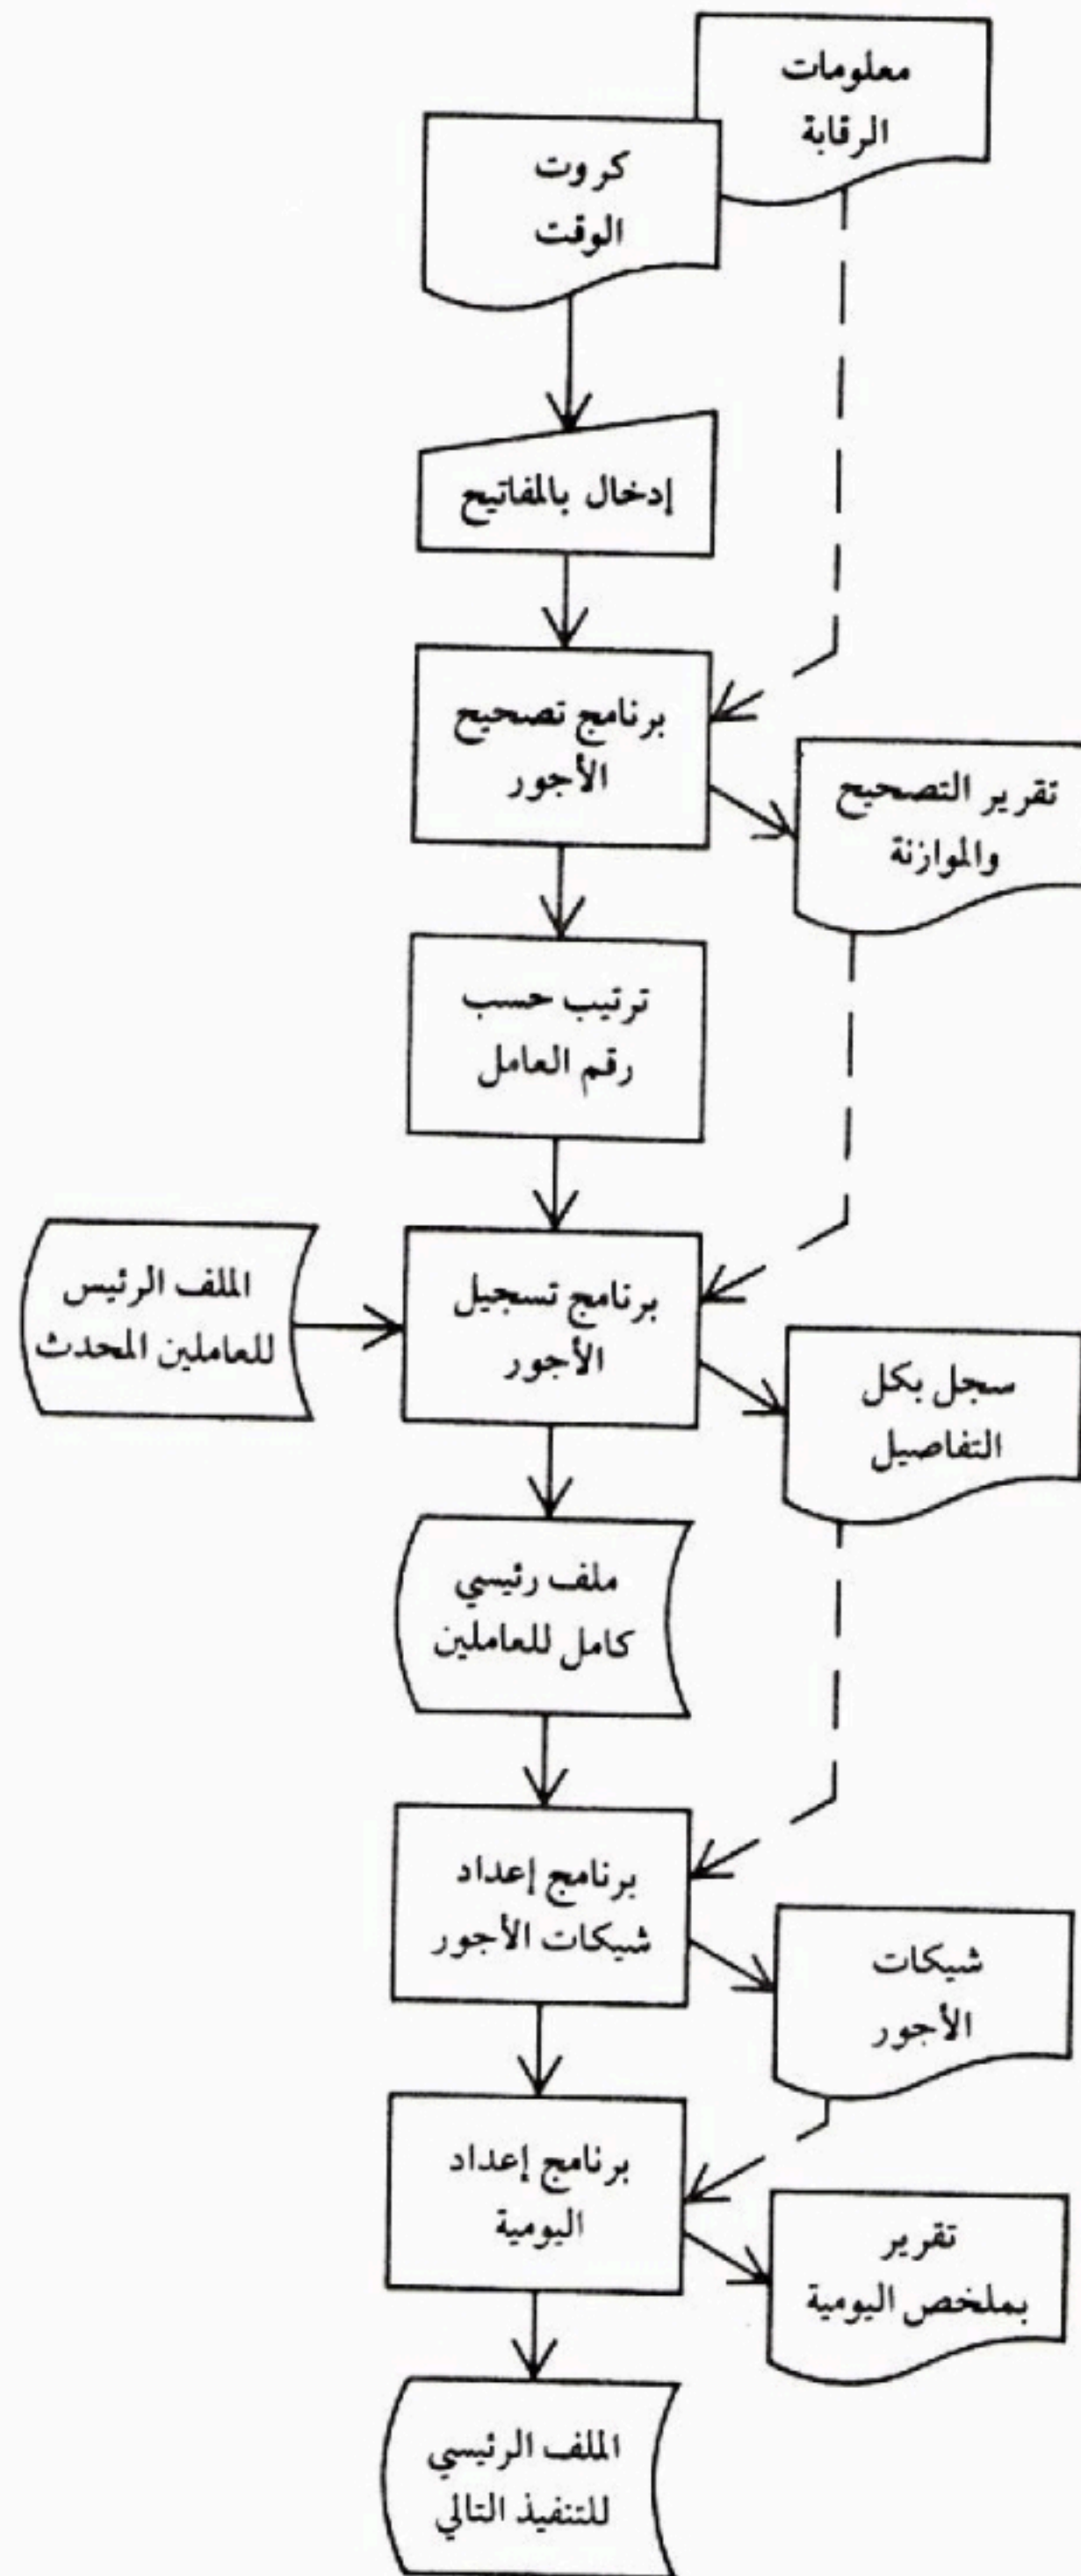 معلومات
الرقابة
كروت
الوقت
إدخال بالمفاتيح
برنامج تصحيح
الأجور
تقرير التصحيح
والموازنة
ترتيب حسب
رقم العامل
الملف الرئيس
للعاملين المحدث
برنامج تسجيل
الأجور
سجل بكل
التفاصيل
ملف رئيسي
كامل للعاملين
برنامج إعداد
شيكات الأجور
شيكات
الأجور
برنامج إعداد
اليومية
تقرير
بملخص اليومية
الملف الرئيسي
للتنفيذ التالي